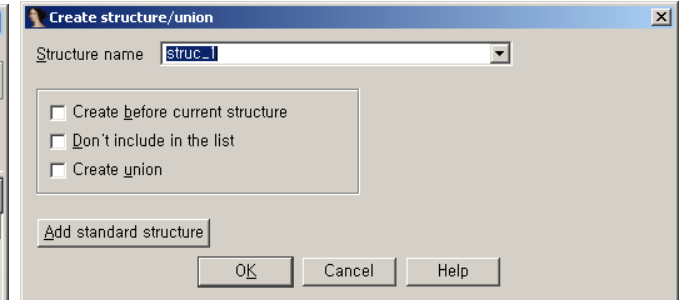 Create structure/union
Structure name struc_1
Create before current structure
Don't include in the list
Create union
Add standard structure
OK Cancel Help